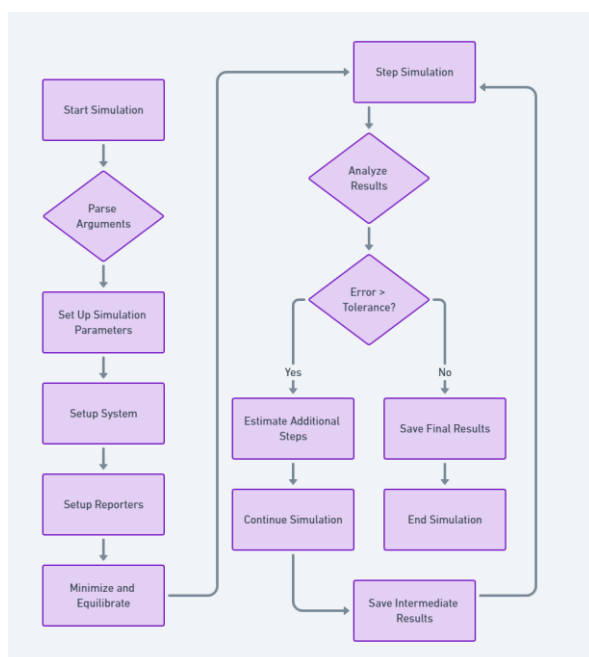 Start Simulation
Parse
Arguments
Set Up Simulation
Parameters
Setup System
Setup Reporters
Minimize and
Equilibrate
Step Simulation
Analyze
Results
Error >
Tolerance?
Yes
No
Estimate Additional
Steps
Save Final Results
Continue Simulation
End Simulation
Save Intermediate
Results